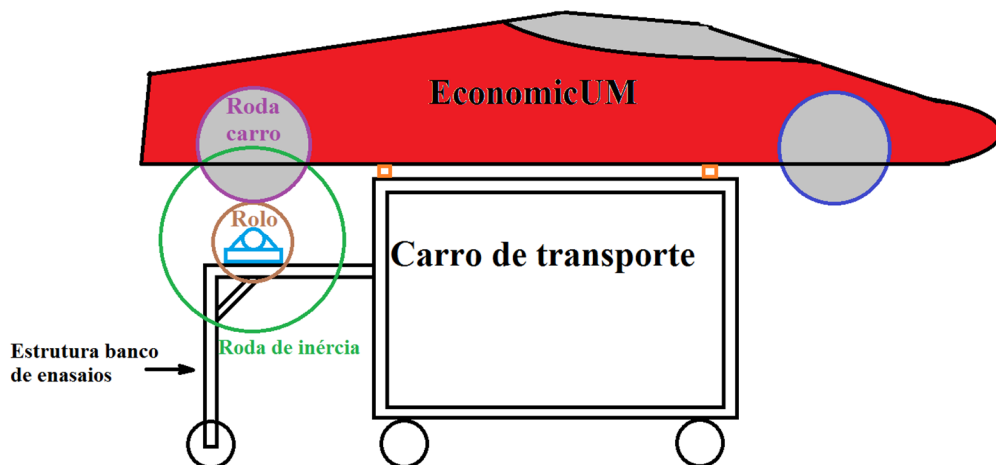 EconomicUM
Roda
carro
Rolo
Carro de transporte
Roda de inércia
Estrutura banco
de enasaios